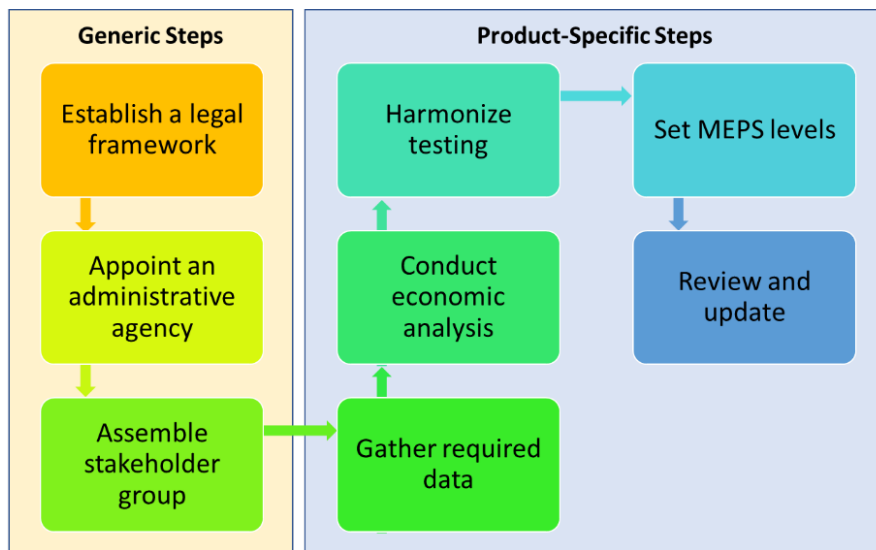 Generic Steps
Establish a legal
framework
Appoint an
administrative
agency
Assemble
stakeholder
group
Product-Specific Steps
Gather required
data
Conduct
economic
analysis
Harmonize
testing
Set MEPS levels
Review and
update